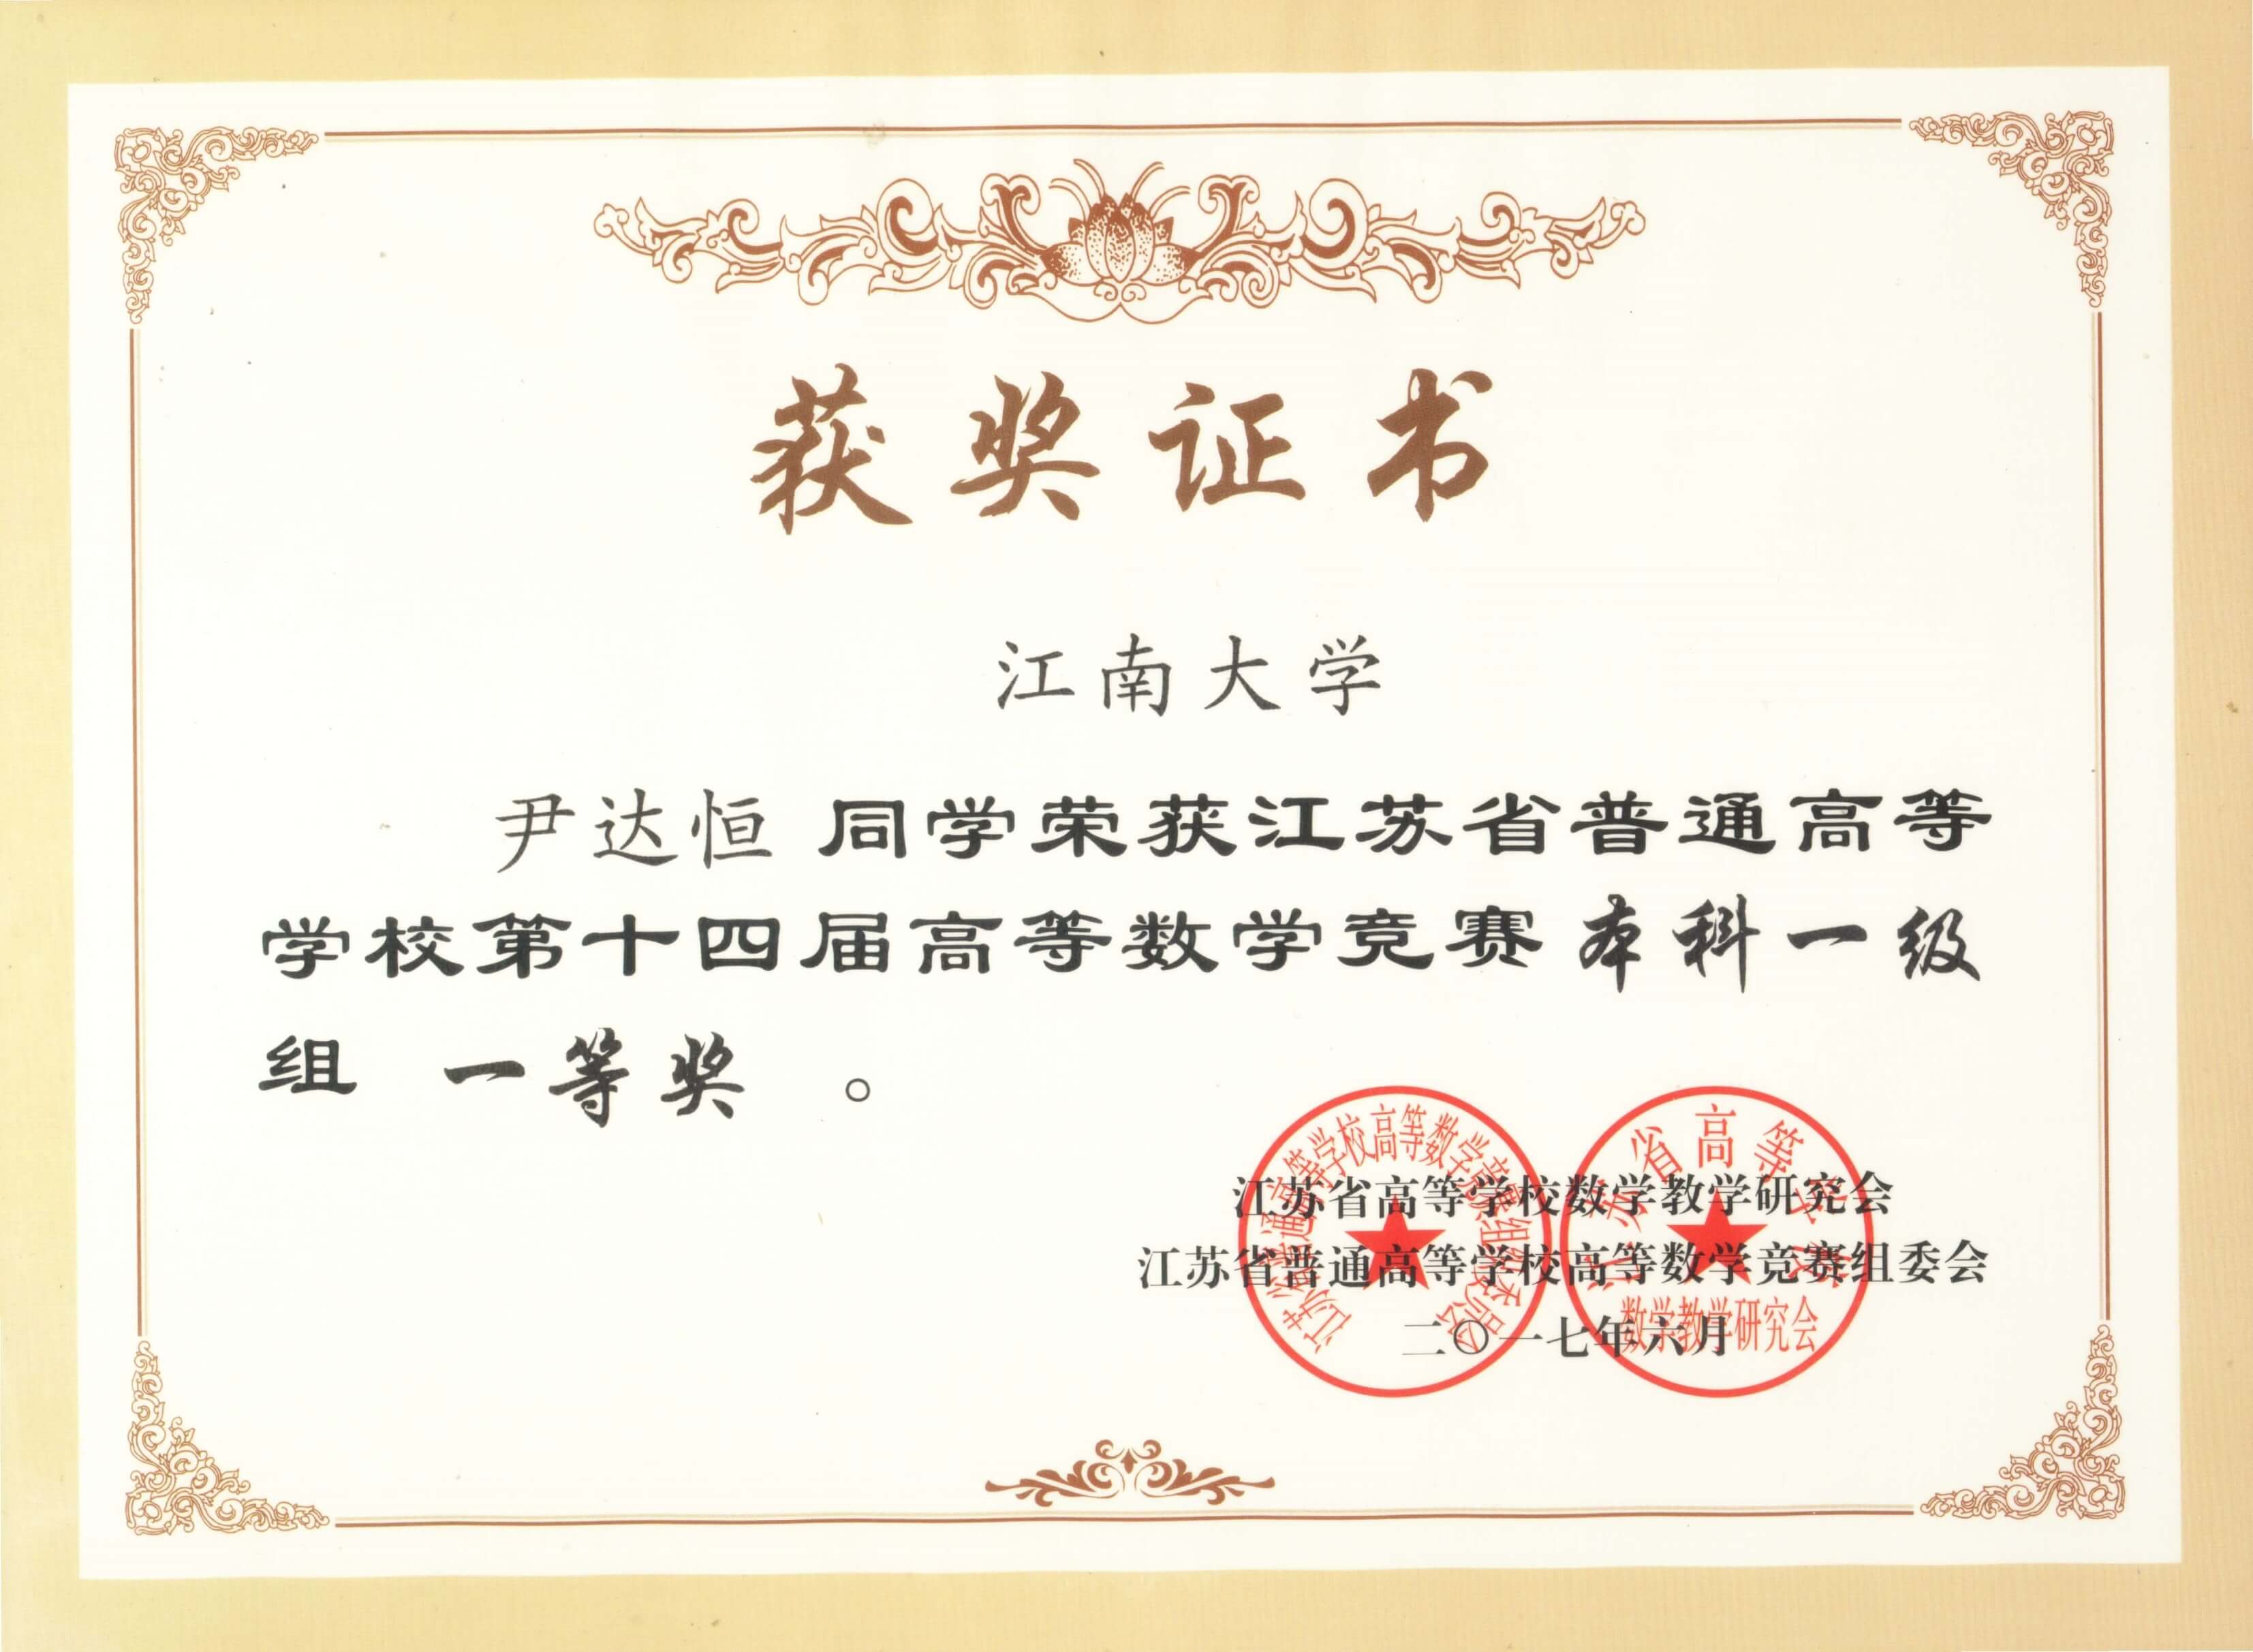 获奖证书
江南大学
尹达恒 同学荣获江苏省普通高等
学校第十四届高等数学竞赛本科一级
组 一等奖 。
江苏省高等学校数学教学研究会
江苏省普通高等学校高等数学竞赛组委会
二〇一七年六月
江苏省普通高等学校高等数学竞赛组织委员会
江苏省高等学校
数学教学研究会